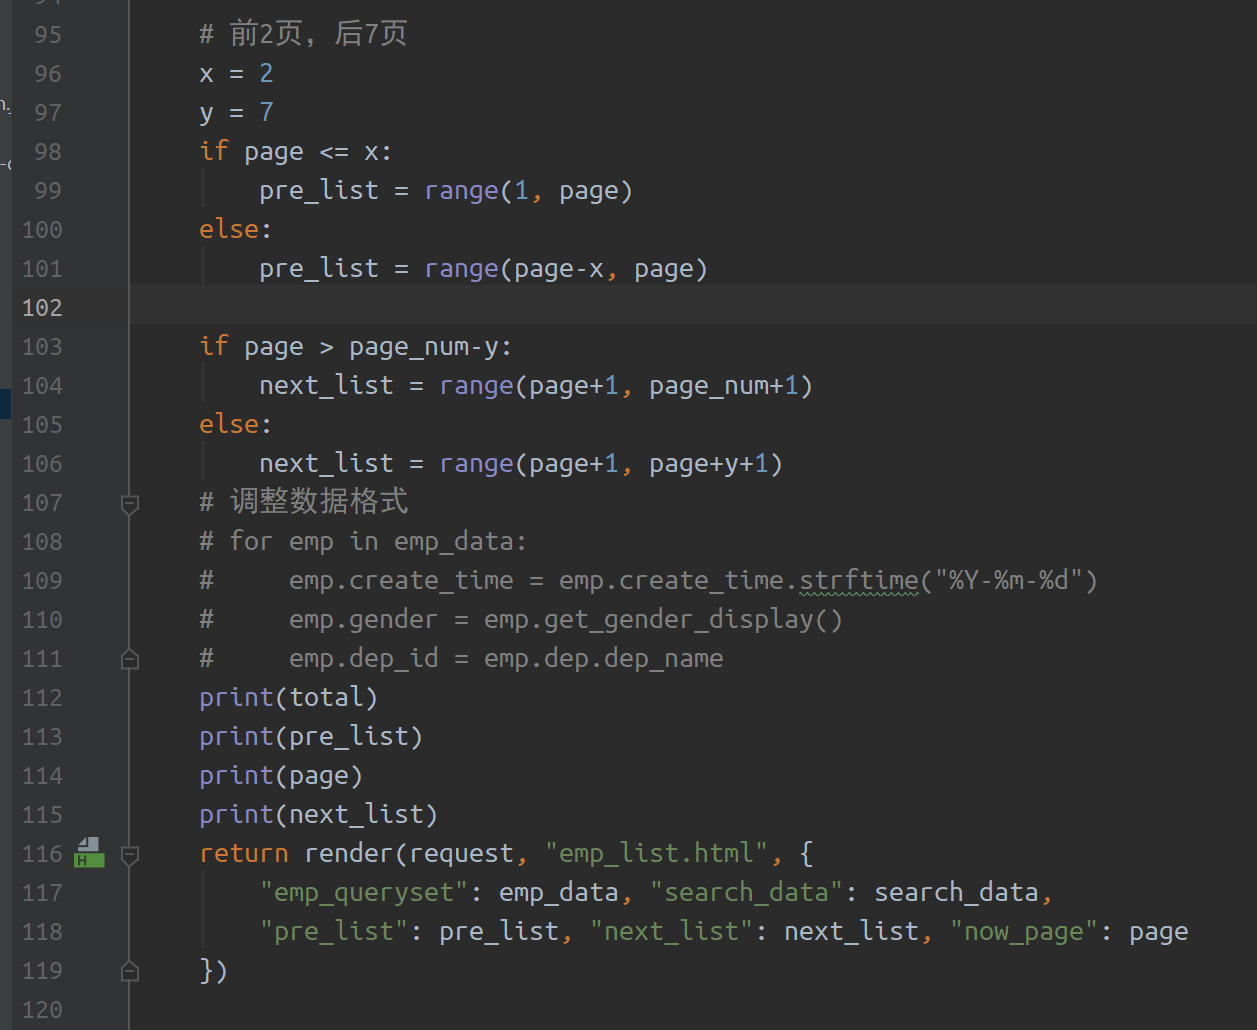 95 # 前2页，后7页
96 x = 2
97 y = 7
98 if page <= x:
99 pre_list = range(1, page)
100 else:
101 pre_list = range(page-x, page)
102
103 if page > page_num-y:
104 next_list = range(page+1, page_num+1)
105 else:
106 next_list = range(page+1, page+y+1)
107 # 调整数据格式
108 # for emp in emp_data:
109 #     emp.create_time = emp.create_time.strftime("%Y-%m-%d")
110 #     emp.gender = emp.get_gender_display()
111 #     emp.dep_id = emp.dep.dep_name
112 print(total)
113 print(pre_list)
114 print(page)
115 print(next_list)
116 return render(request, "emp_list.html", {
117 "emp_queryset": emp_data, "search_data": search_data,
118 "pre_list": pre_list, "next_list": next_list, "now_page": page
119 })
120